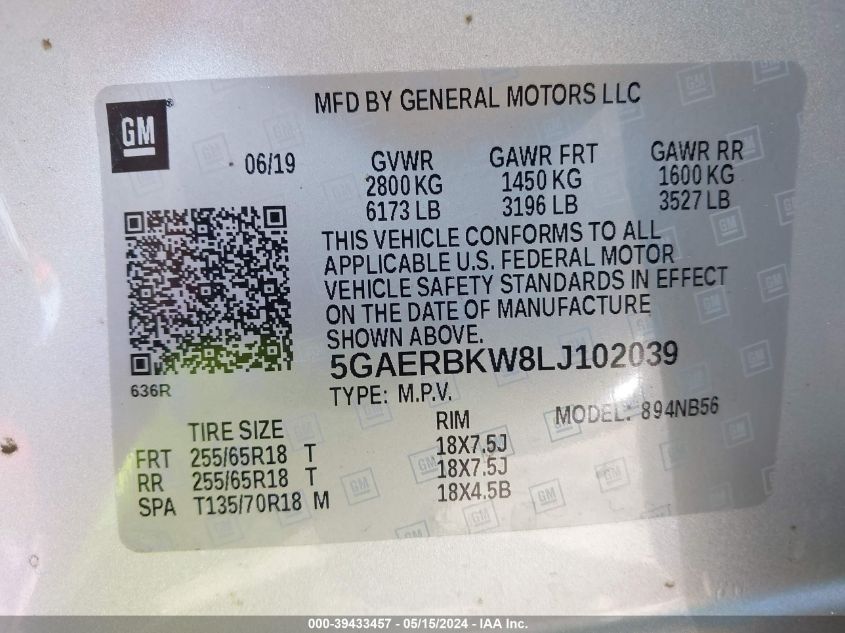 MFD BY GENERAL MOTORS LLC
GM®
06/19 GVWR GAWR FRT GAWR RR
2800 KG 1450 KG 1600 KG
6173 LB 3196 LB 3527 LB
THIS VEHICLE CONFORMS TO ALL
APPLICABLE U.S. FEDERAL MOTOR
VEHICLE SAFETY STANDARDS IN EFFECT
ON THE DATE OF MANUFACTURE
SHOWN ABOVE.
5GAERBKW8LJ102039
636R
TYPE: M.P.V. MODEL: 894NB56
TIRE SIZE RIM
FRT 255/65R18 T 18X7.5J
RR 255/65R18 T 18X7.5J
SPA T135/70R18 M 18X4.5B
000-39433457 - 05/15/2024 - IAA Inc.